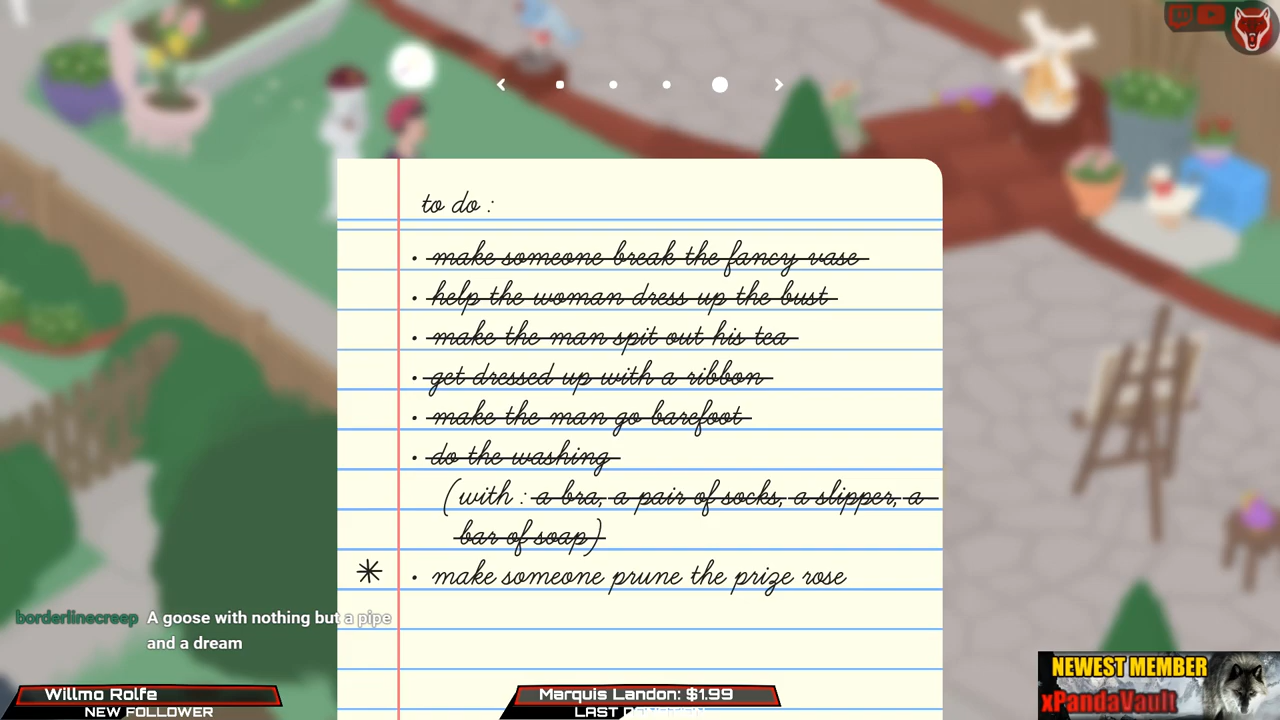 to do :
• make someone break the fancy vase
• help the woman dress up the bust
• make the man spit out his tea
• get dressed up with a ribbon
• make the man go barefoot
• do the washing
(with : a bra, a pair of socks, a slipper, a
bar of soap)
• make someone prune the prize rose
borderlinecreep A goose with nothing but a pipe
and a dream
Willmo Rolfe
NEW FOLLOWER
Marquis Landon: $1.99
LAST DONATION
NEWEST MEMBER
xPandaVault